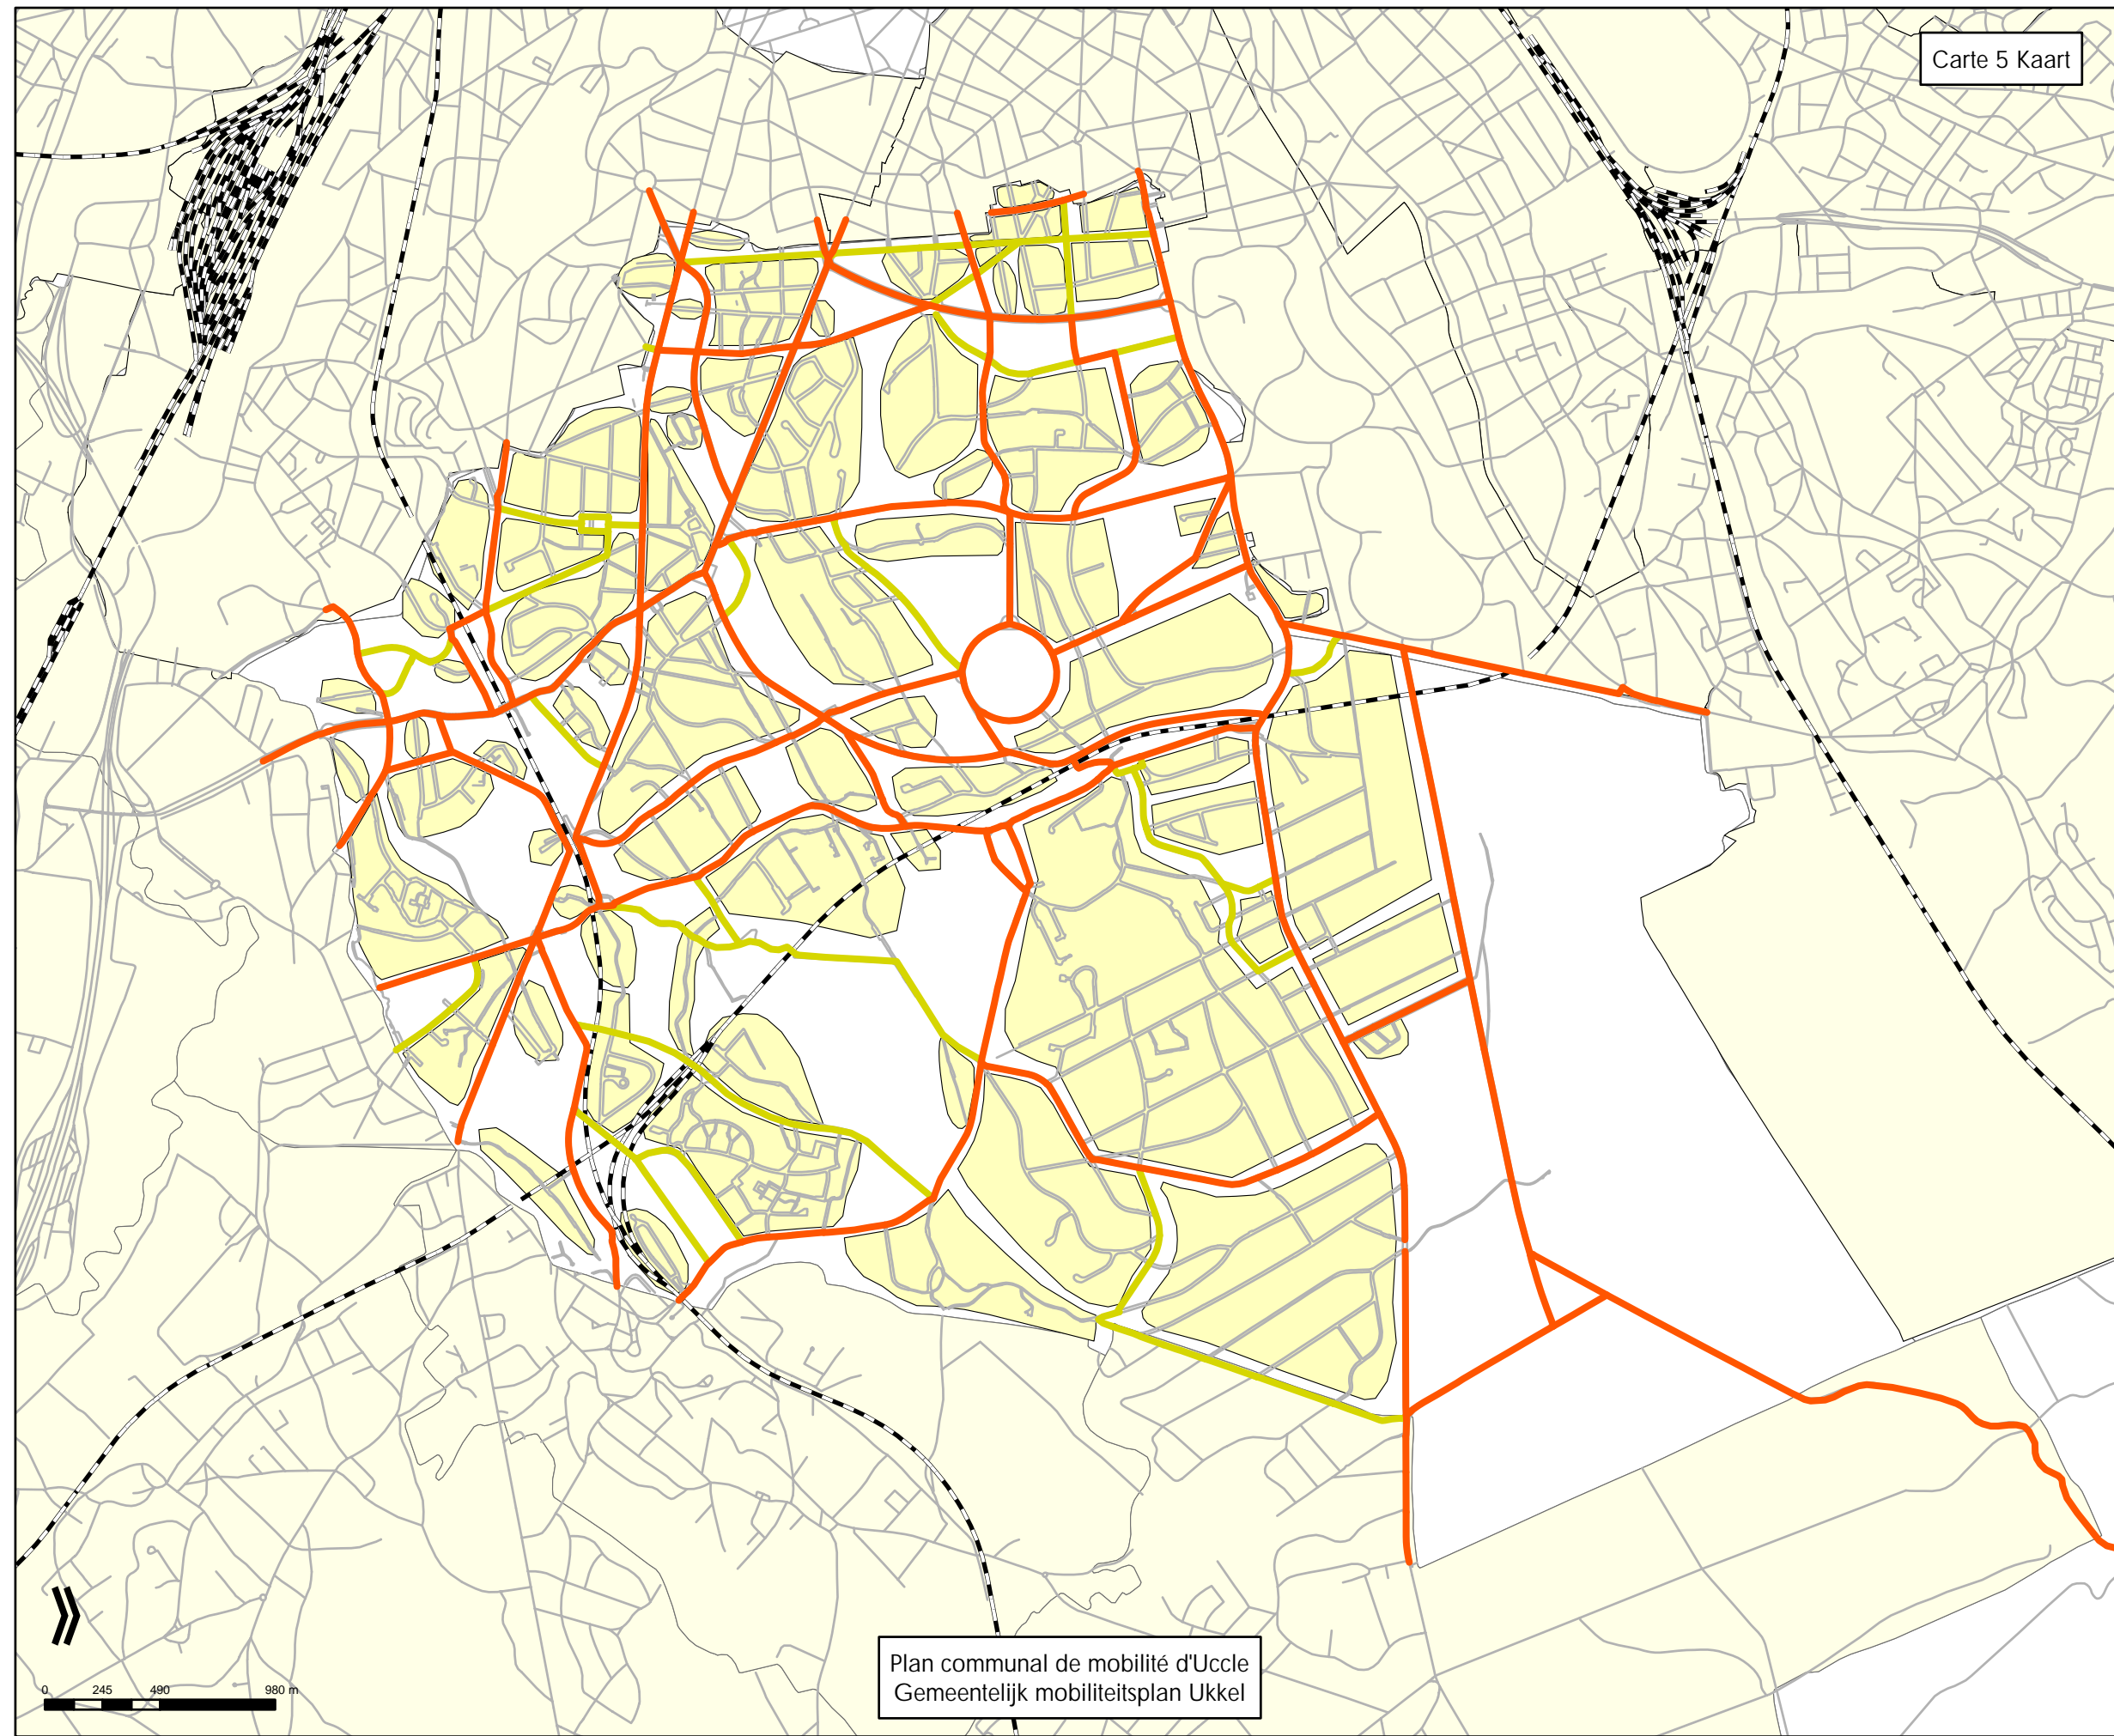 Carte 5 Kaart
0 245 490 980 m
Plan communal de mobilité d'Uccle
Gemeentelijk mobiliteitsplan Ukkel